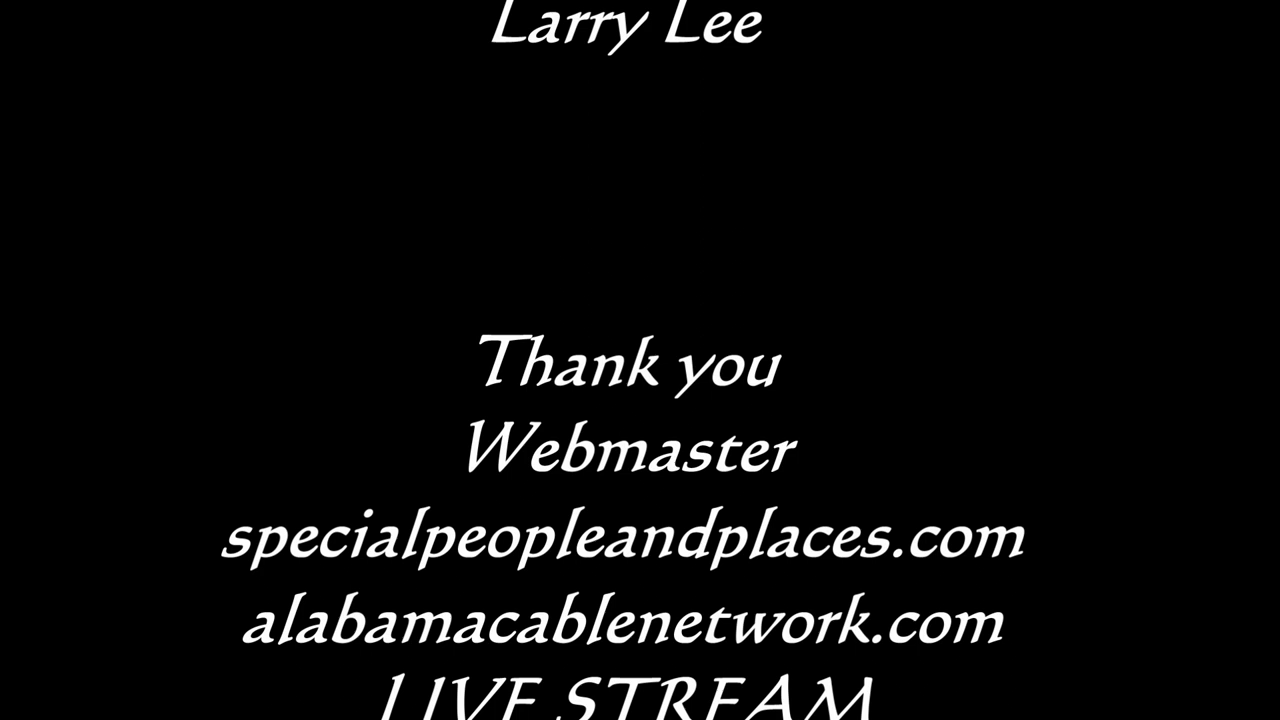 Larry Lee
Thank you
Webmaster
specialpeopleandplaces.com
alabamacablenetwork.com
LIVE STREAM